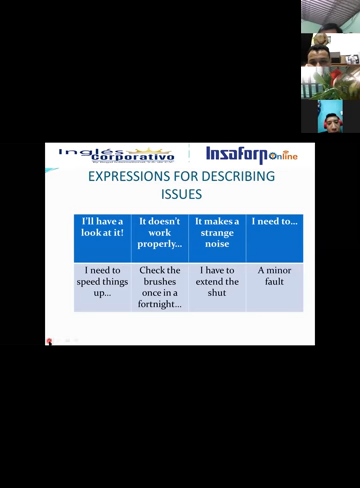 Inglés
Corporativo
Insaforp Online
EXPRESSIONS FOR DESCRIBING
ISSUES
I'll have a
look at it!
It doesn't
work
properly...
It makes a
strange
noise
I need to...
I need to
speed things
up...
Check the
brushes
once in a
fortnight...
I have to
extend the
shut
A minor
fault